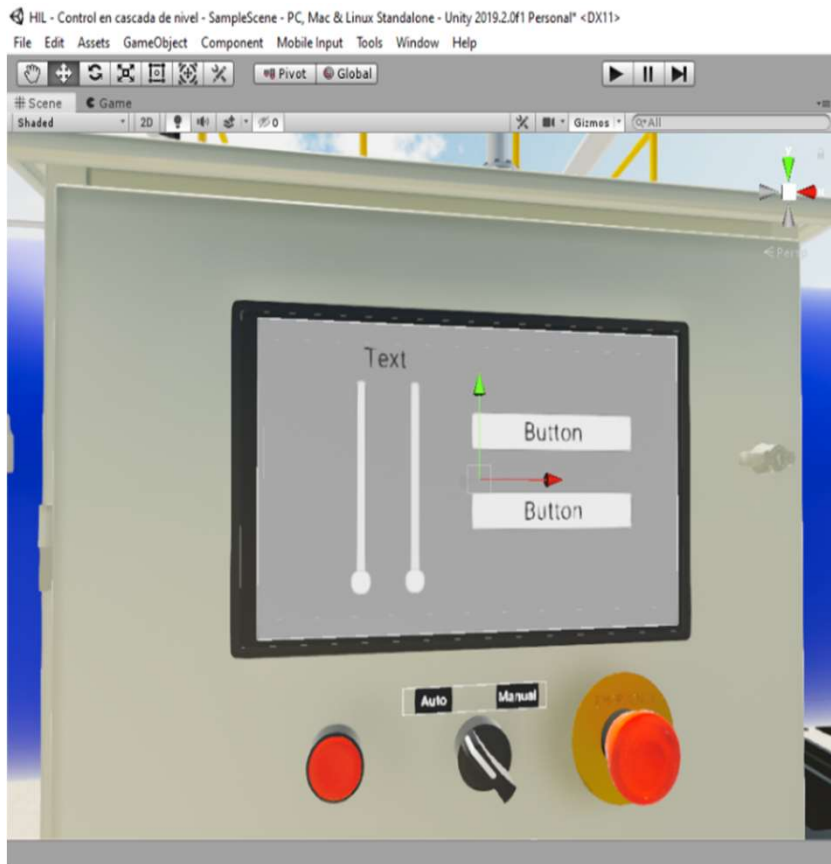 HIL - Control en cascada de nivel - SampleScene - PC, Mac & Linux Standalone - Unity 2019.2.0f1 Personal* <DX11>
File Edit Assets GameObject Component Mobile Input Tools Window Help
Pivot Global
Scene Game
Shaded 2D 0 Gizmos All
y
x
Persp
Text
Button
Button
Auto Manual